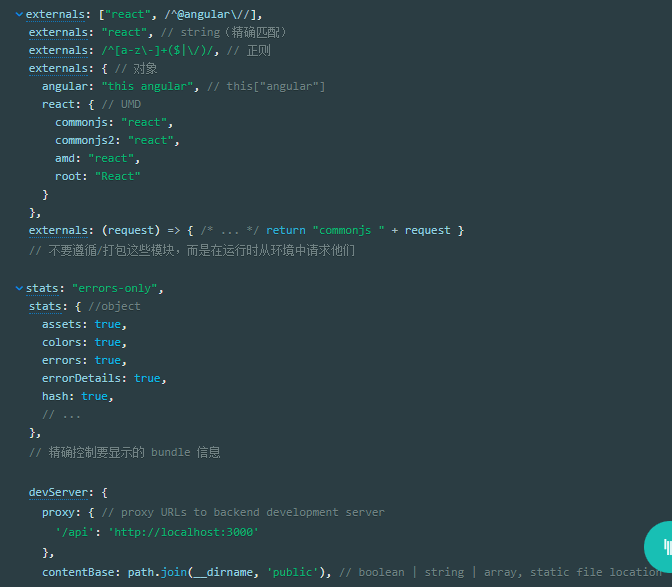 externals: ["react", /^@angular\//],
externals: "react", // string（精确匹配）
externals: /^[a-z\-]+($|\/)/, // 正则
externals: { // 对象
angular: "this angular", // this["angular"]
react: { // UMD
commonjs: "react",
commonjs2: "react",
amd: "react",
root: "React"
}
},
externals: (request) => { /* ... */ return "commonjs " + request }
// 不要遵循/打包这些模块，而是在运行时从环境中请求他们
stats: "errors-only",
stats: { //object
assets: true,
colors: true,
errors: true,
errorDetails: true,
hash: true,
// ...
},
// 精确控制要显示的 bundle 信息
devServer: {
proxy: { // proxy URLs to backend development server
'/api': 'http://localhost:3000'
},
contentBase: path.join(__dirname, 'public'), // boolean | string | array, static file location